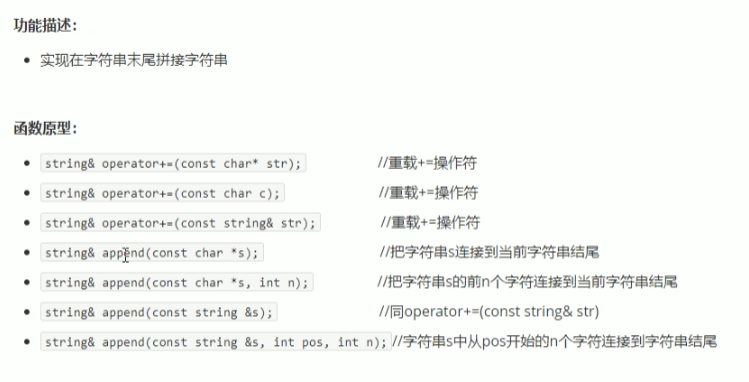 功能描述：
实现在字符串末尾拼接字符串
函数原型：
string& operator+=(const char* str); //重载+=操作符
string& operator+=(const char c); //重载+=操作符
string& operator+=(const string& str); //重载+=操作符
string& append(const char *s); //把字符串s连接到当前字符串结尾
string& append(const char *s, int n); //把字符串s的前n个字符连接到当前字符串结尾
string& append(const string &s); //同operator+=(const string& str)
string& append(const string &s, int pos, int n); //字符串s中从pos开始的n个字符连接到字符串结尾